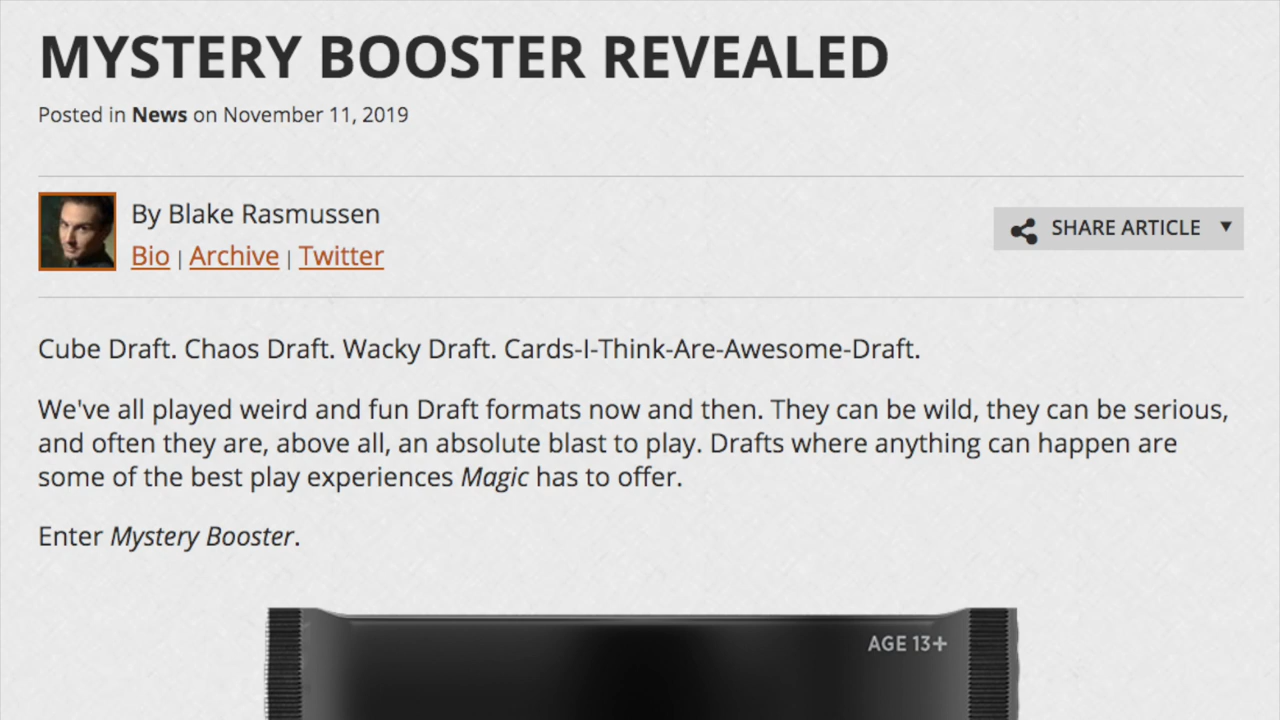 MYSTERY BOOSTER REVEALED
Posted in News on November 11, 2019
By Blake Rasmussen
Bio | Archive | Twitter
SHARE ARTICLE
Cube Draft. Chaos Draft. Wacky Draft. Cards-I-Think-Are-Awesome-Draft.
We've all played weird and fun Draft formats now and then. They can be wild, they can be serious,
and often they are, above all, an absolute blast to play. Drafts where anything can happen are
some of the best play experiences Magic has to offer.
Enter Mystery Booster.
AGE 13+